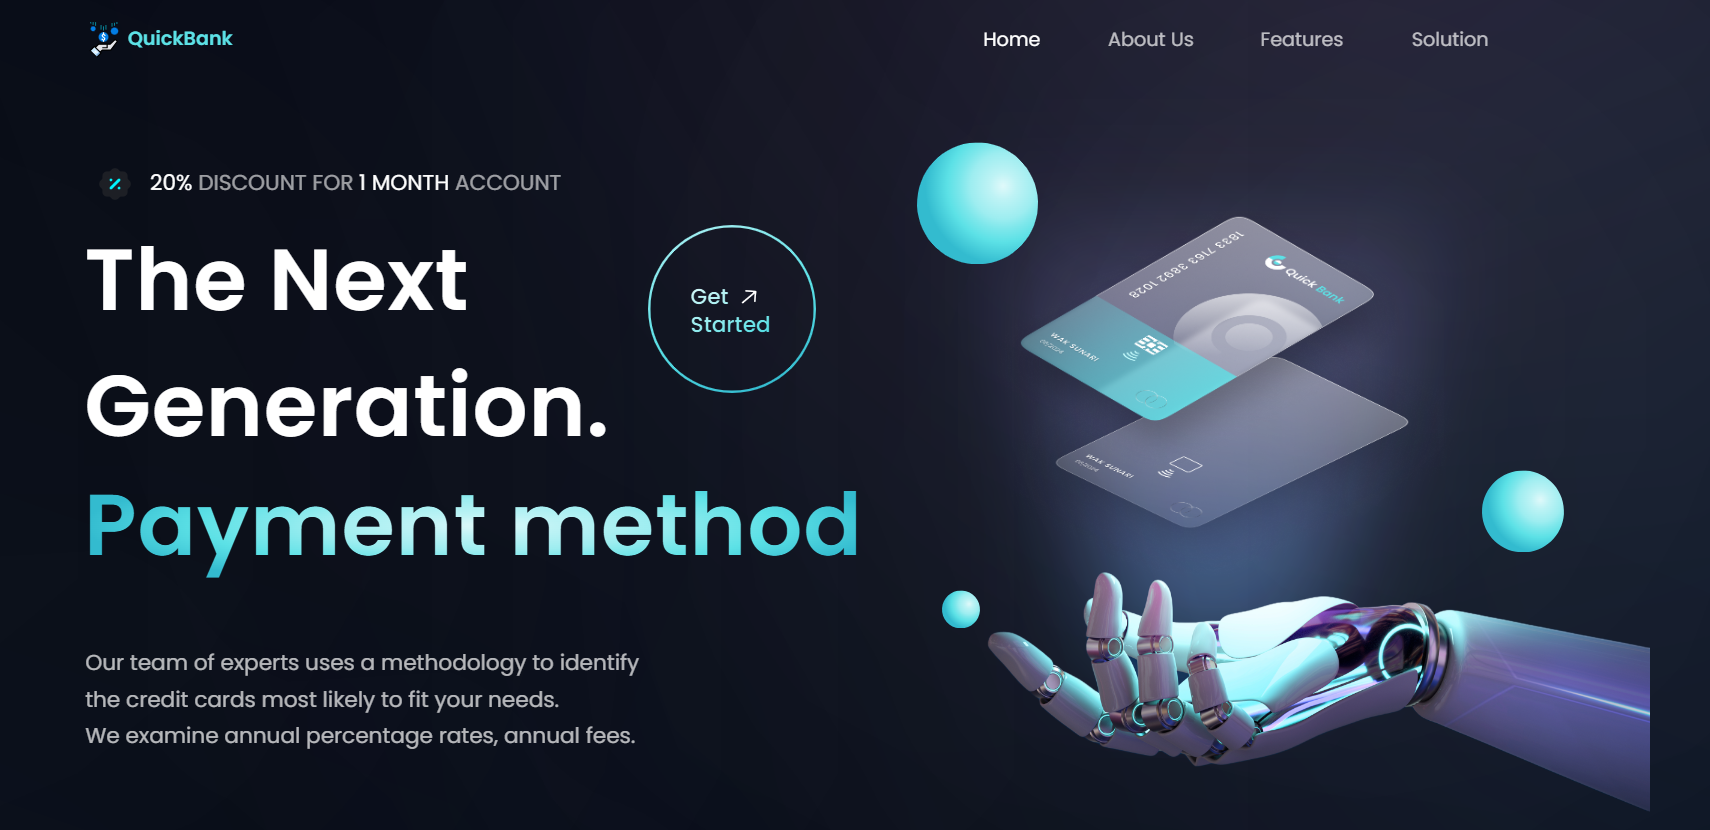 QuickBank
Home
About Us
Features
Solution
20% DISCOUNT FOR 1 MONTH ACCOUNT
The Next
Generation.
Payment method
Get
Started
Our team of experts uses a methodology to identify
the credit cards most likely to fit your needs.
We examine annual percentage rates, annual fees.
1833 7163 3892 1028
Quick Bank
WAK SUNARI
WAK SUNARI